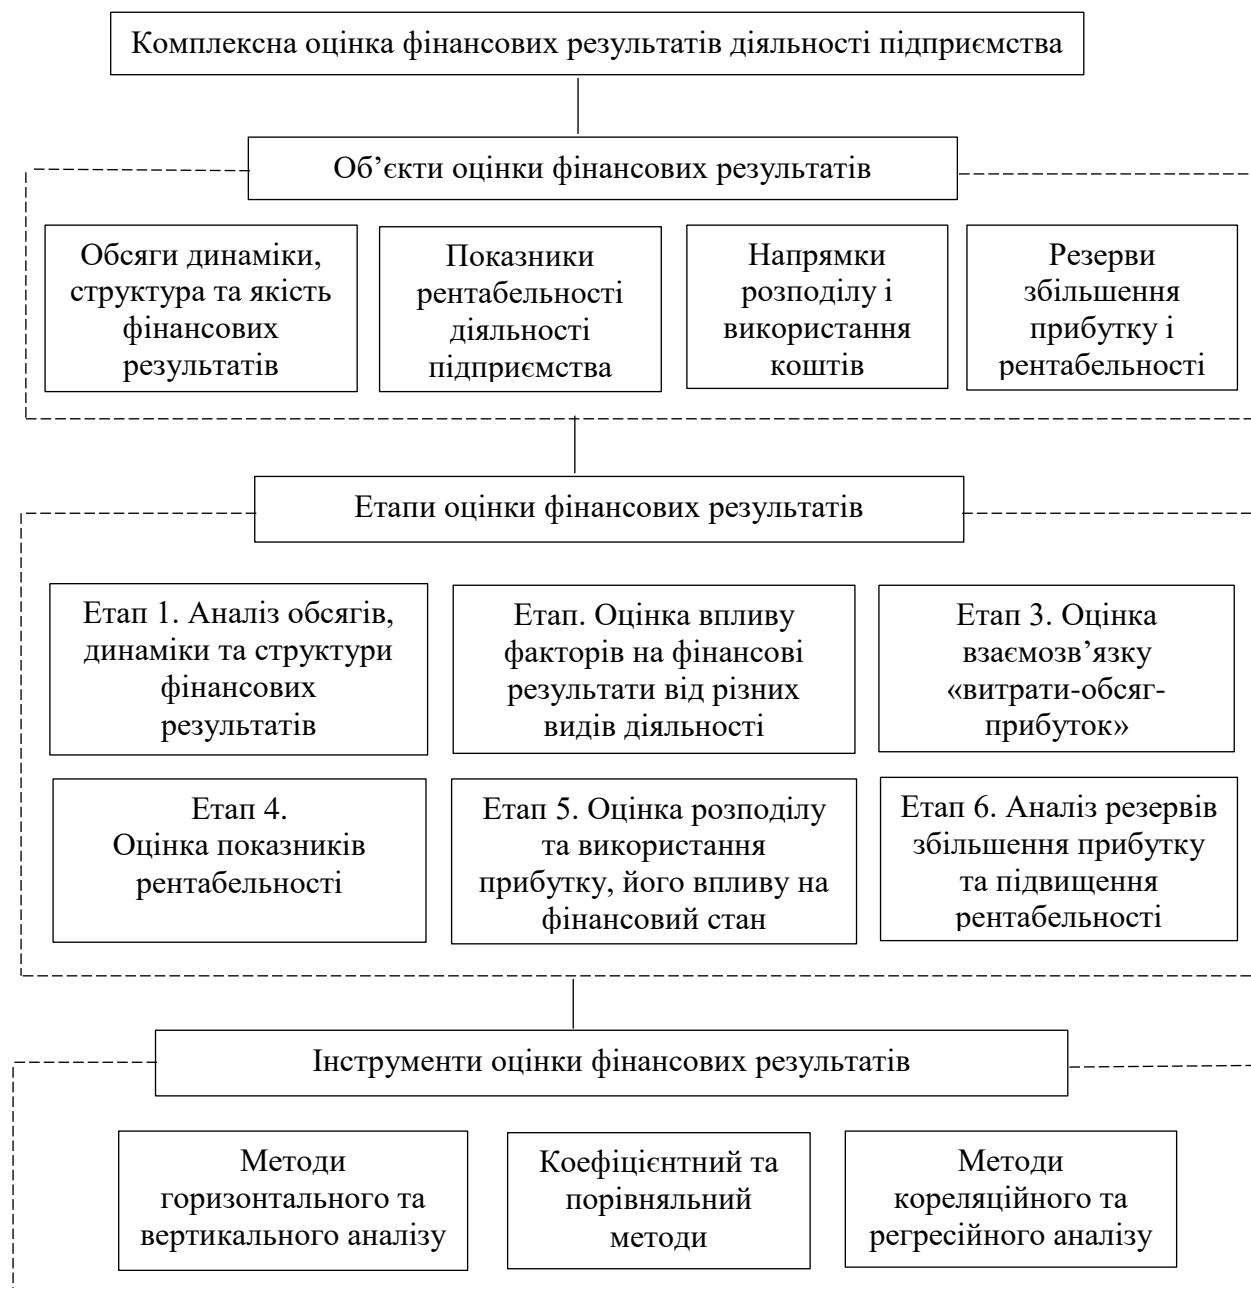 Комплексна оцінка фінансових результатів діяльності підприємства
Об’єкти оцінки фінансових результатів
Обсяги динаміки,
структура та якість
фінансових
результатів
Показники
рентабельності
діяльності
підприємства
Напрямки
розподілу і
використання
коштів
Резерви
збільшення
прибутку і
рентабельності
Етапи оцінки фінансових результатів
Етап 1. Аналіз обсягів,
динаміки та структури
фінансових
результатів
Етап. Оцінка впливу
факторів на фінансові
результати від різних
видів діяльності
Етап 3. Оцінка
взаємозв’язку
«витрати-обсяг-
прибуток»
Етап 4.
Оцінка показників
рентабельності
Етап 5. Оцінка розподілу
та використання
прибутку, його впливу на
фінансовий стан
Етап 6. Аналіз резервів
збільшення прибутку
та підвищення
рентабельності
Інструменти оцінки фінансових результатів
Методи
горизонтального та
вертикального аналізу
Коефіцієнтний та
порівняльний
методи
Методи
кореляційного та
регресійного аналізу